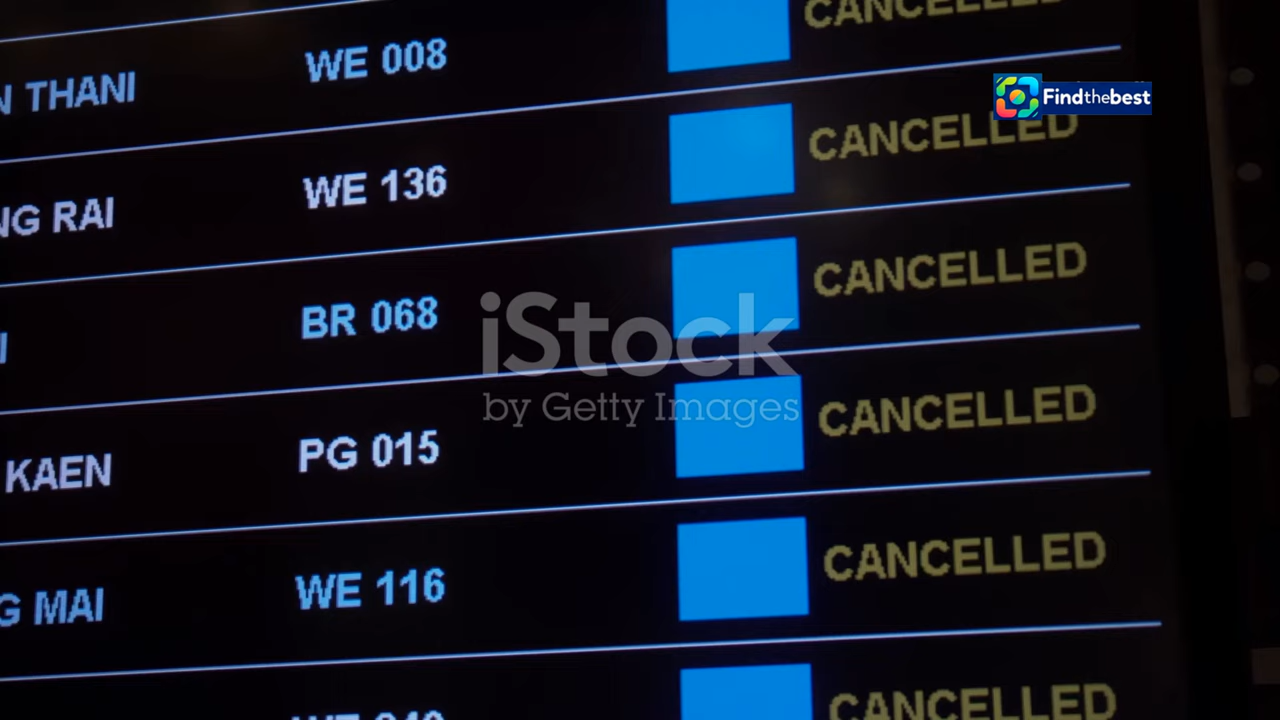 WE 008 CANCELLED
N THANI
Findthebest
WE 136 CANCELLED
NG RAI
BR 068 CANCELLED
iStock
by Getty Images
PG 015 CANCELLED
KAEN
WE 116 CANCELLED
G MAI
CANCELLED